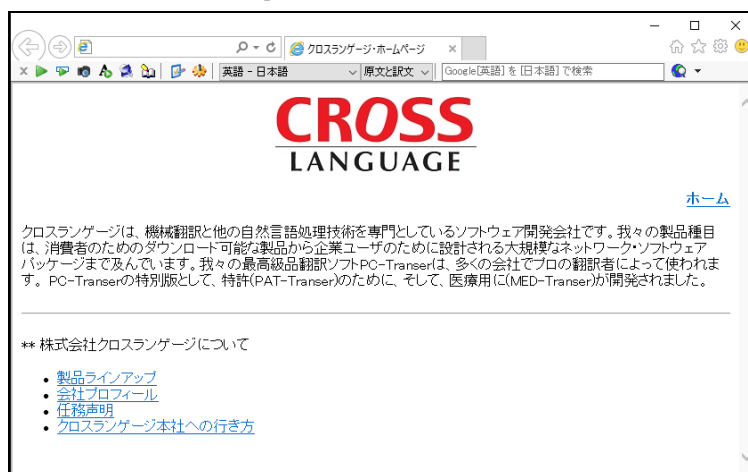 クロスランゲージ・ホームページ
英語 - 日本語
原文と訳文
Google[英語] を [日本語] で検索
CROSS
LANGUAGE
ホーム
クロスランゲージは、機械翻訳と他の自然言語処理技術を専門としているソフトウェア開発会社です。我々の製品種目
は、消費者のためのダウンロード可能な製品から企業ユーザのために設計される大規模なネットワーク・ソフトウェア
パッケージまで及んでいます。我々の最高級品翻訳ソフトPC-Transerは、多くの会社でプロの翻訳者によって使われま
す。 PC-Transerの特別版として、特許(PAT-Transer)のために、そして、医療用に(MED-Transer)が開発されました。
** 株式会社クロスランゲージについて
製品ラインアップ
会社プロフィール
任務声明
クロスランゲージ本社への行き方